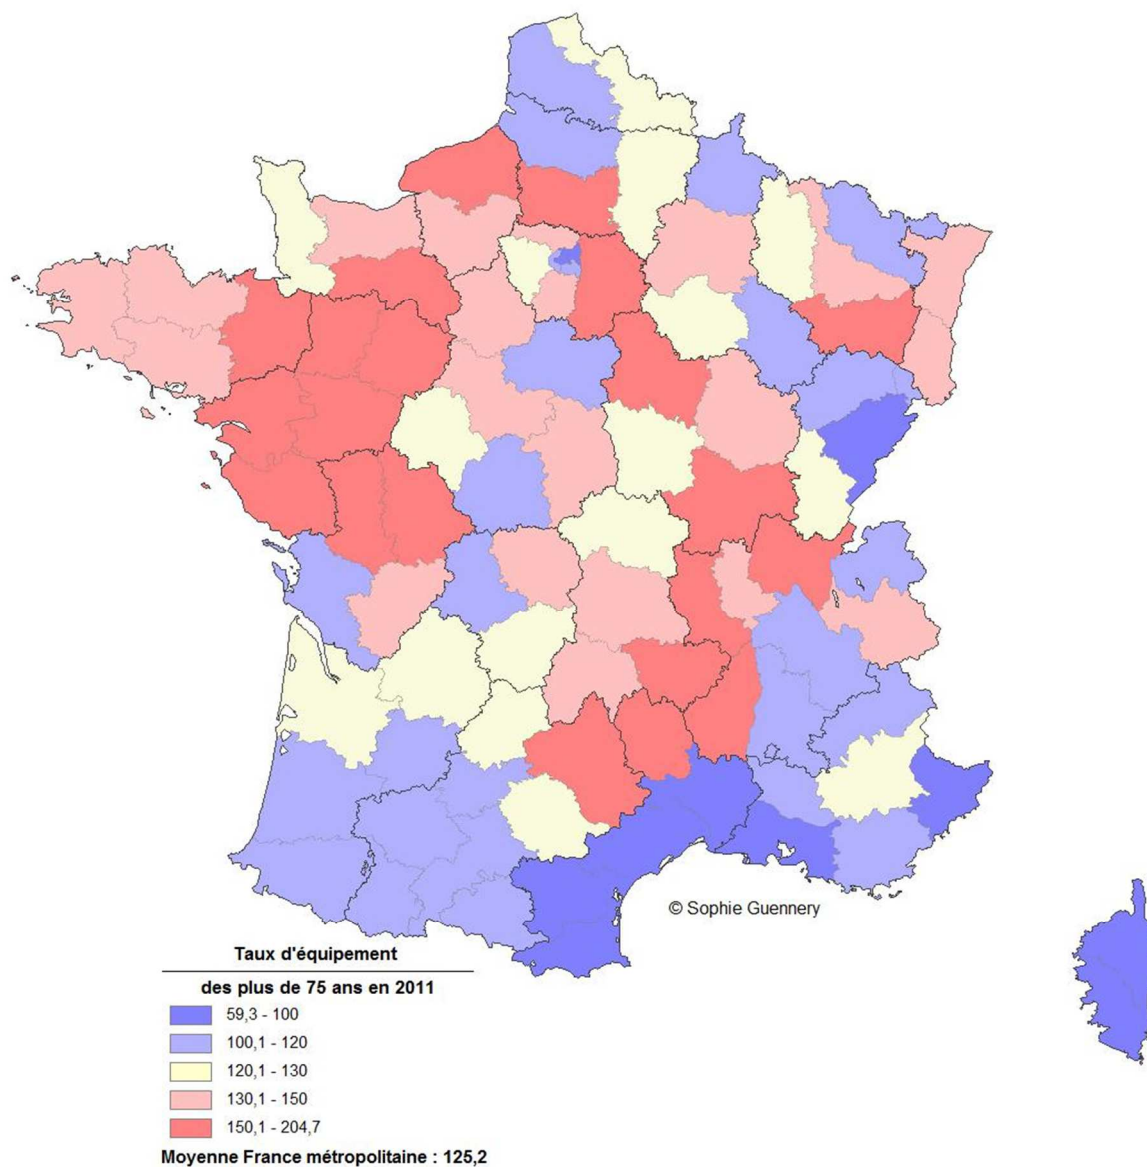 © Sophie Guennery
Taux d'équipement
des plus de 75 ans en 2011
59,3 - 100
100,1 - 120
120,1 - 130
130,1 - 150
150,1 - 204,7
Moyenne France métropolitaine : 125,2